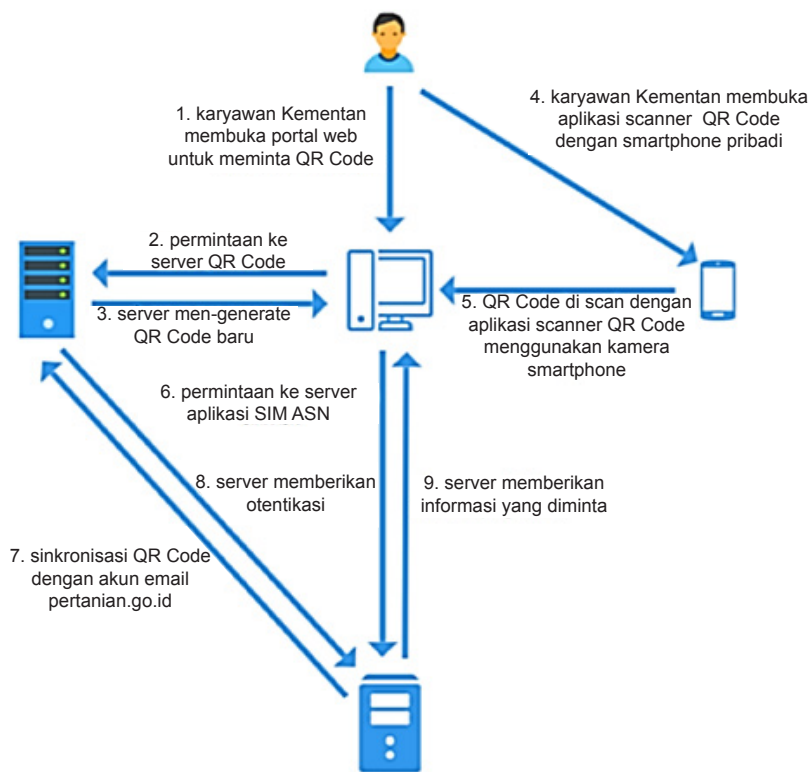 1. karyawan Kementan
membuka portal web
untuk meminta QR Code
4. karyawan Kementan membuka
aplikasi scanner QR Code
dengan smartphone pribadi
2. permintaan ke
server QR Code
3. server men-generate
QR Code baru
5. QR Code di scan dengan
aplikasi scanner QR Code
menggunakan kamera
smartphone
6. permintaan ke server
aplikasi SIM ASN
7. sinkronisasi QR Code
dengan akun email
pertanian.go.id
8. server memberikan
otentikasi
9. server memberikan
informasi yang diminta